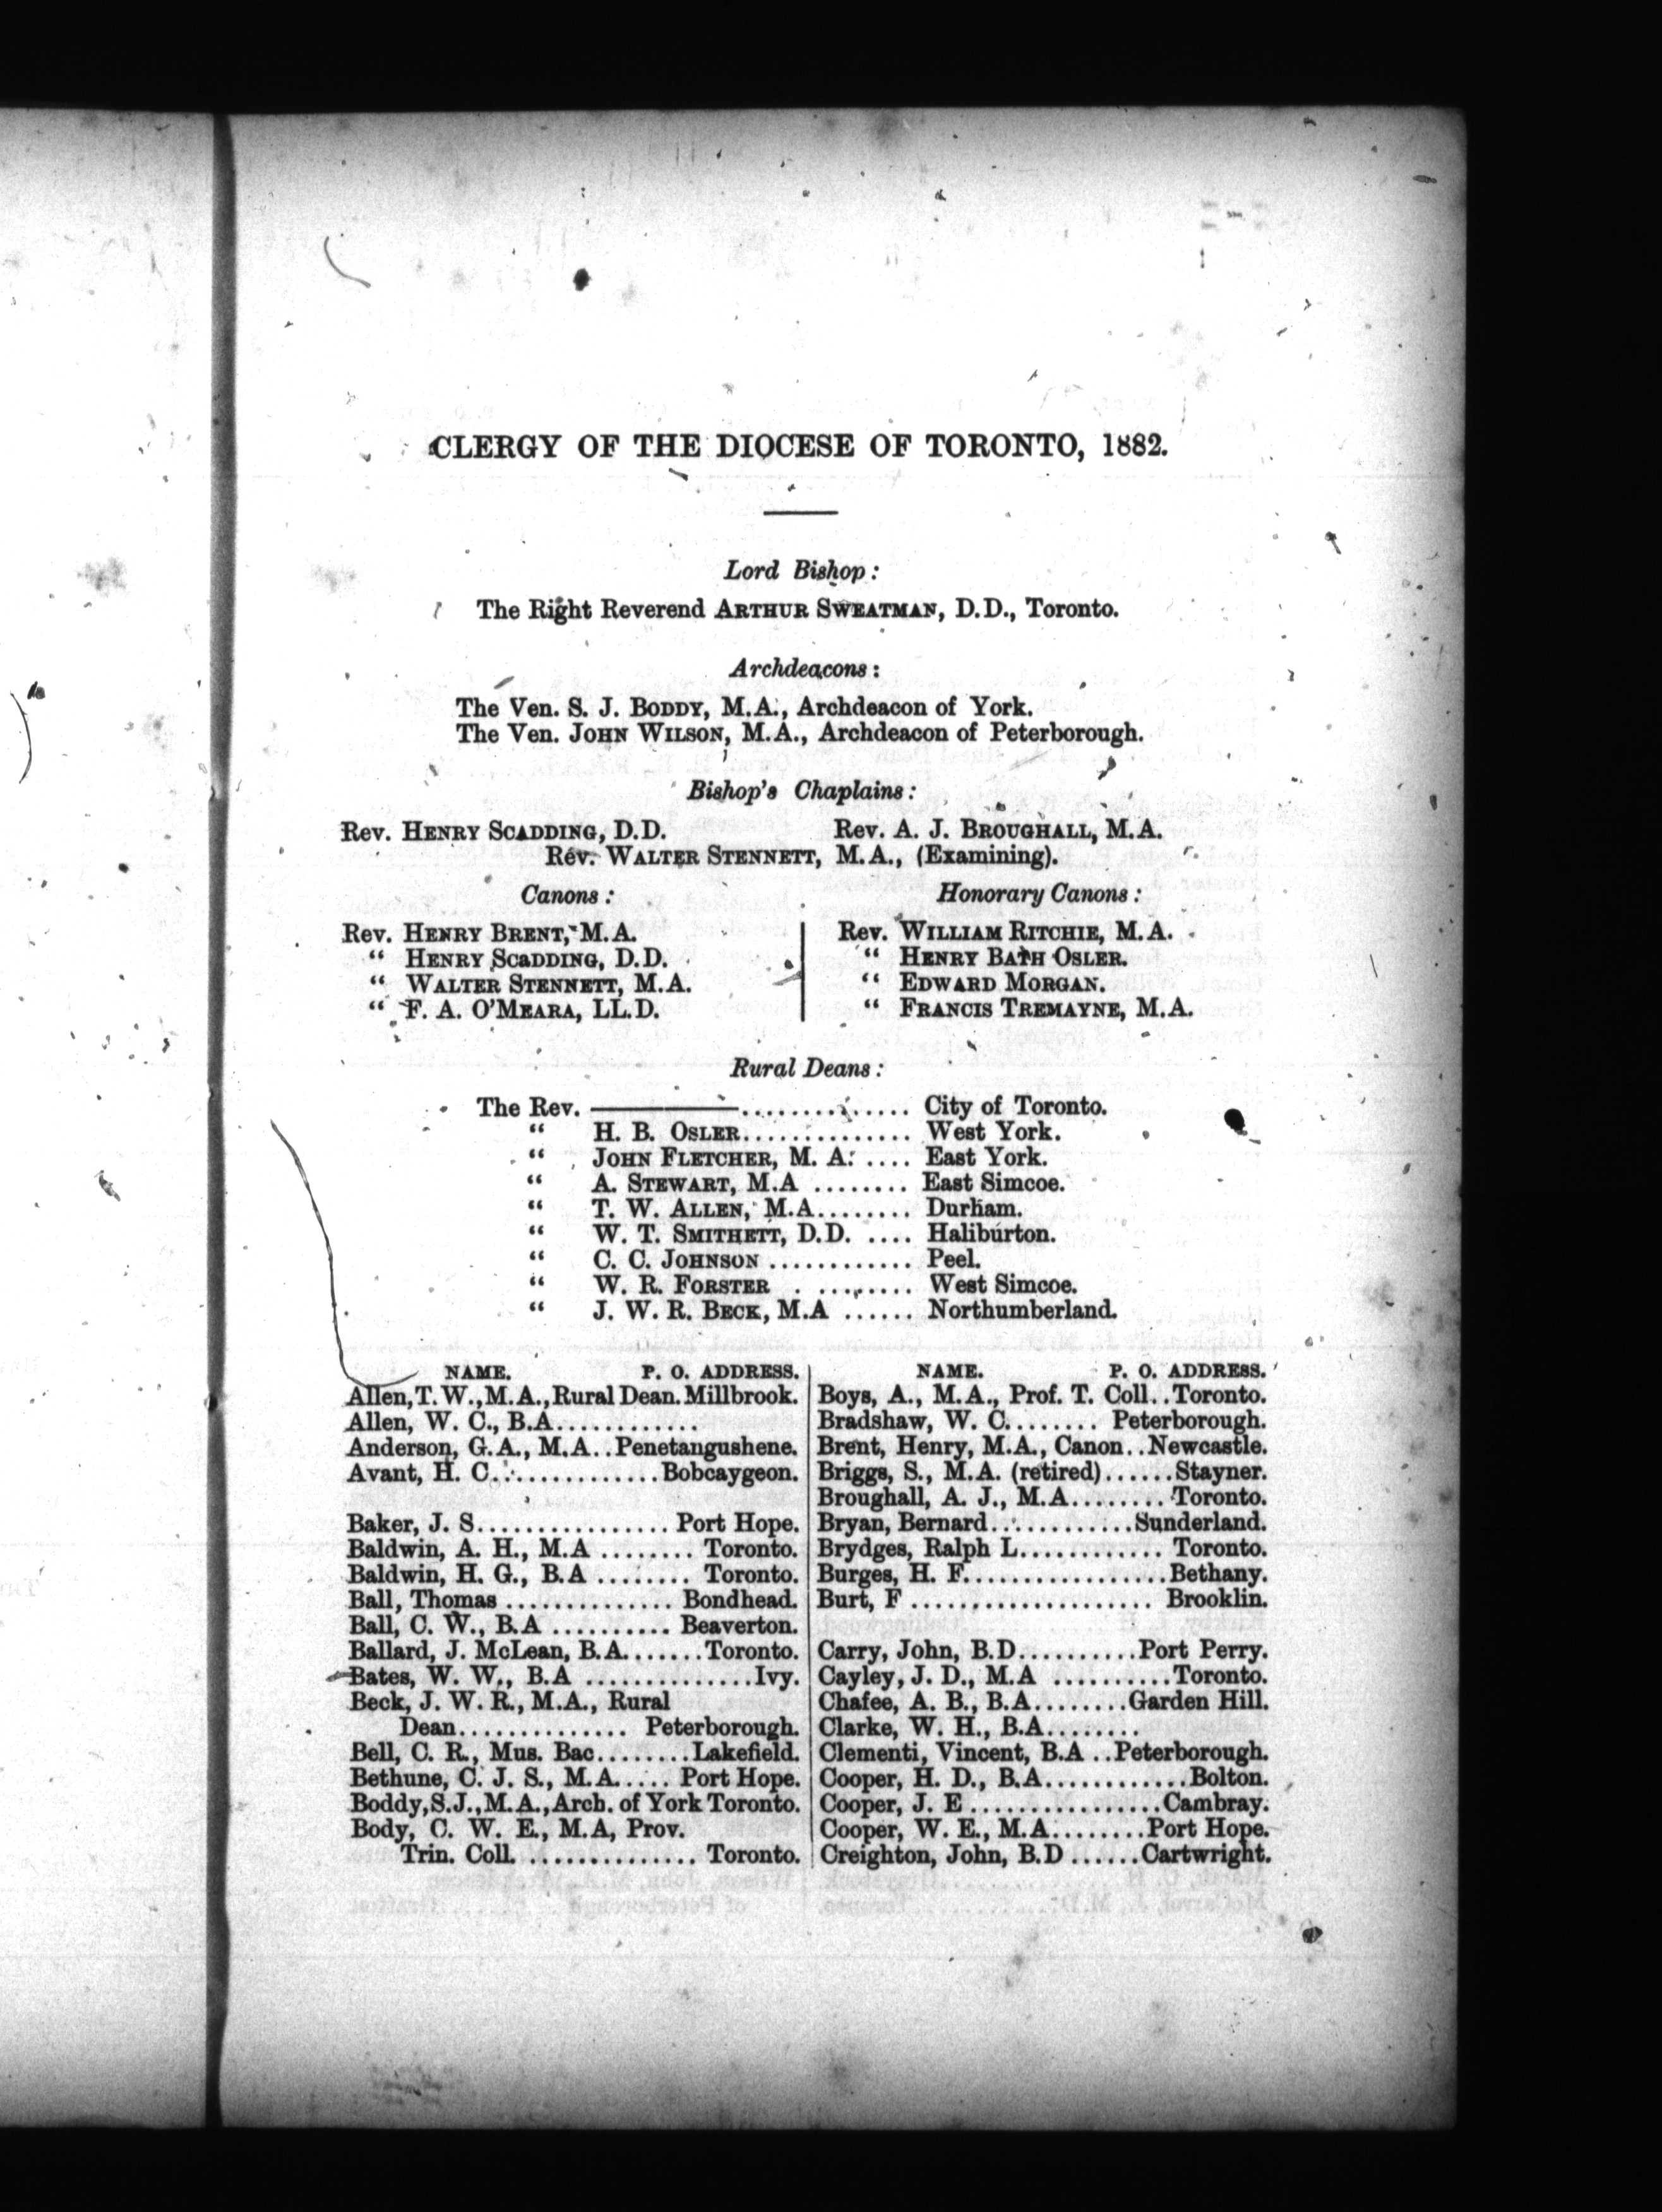 CLERGY OF THE DIOCESE OF TORONTO, 1882.
Lord Bishop:
The Right Reverend ARTHUR SWEATMAN, D.D., Toronto.
Archdeacons:
The Ven. S. J. BODDY, M.A., Archdeacon of York.
The Ven. JOHN WILSON, M.A., Archdeacon of Peterborough.
Bishop's Chaplains:
Rev. HENRY SCADDING, D.D. Rev. A. J. BROUGHALL, M.A.
Rev. WALTER STENNETT, M.A., (Examining).
Canons:
Rev. HENRY BRENT, M.A.
" HENRY SCADDING, D.D.
" WALTER STENNETT, M.A.
" F. A. O'MEARA, LL.D.
Honorary Canons:
Rev. WILLIAM RITCHIE, M.A.
" HENRY BATH OSLER.
" EDWARD MORGAN.
" FRANCIS TREMAYNE, M.A.
Rural Deans:
The Rev. ———— .............. City of Toronto.
" H. B. OSLER.............. West York.
" JOHN FLETCHER, M. A. .... East York.
" A. STEWART, M.A ........ East Simcoe.
" T. W. ALLEN, M.A........ Durham.
" W. T. SMITHETT, D.D. .... Haliburton.
" C. C. JOHNSON ............ Peel.
" W. R. FORSTER . ........ West Simcoe.
" J. W. R. BECK, M.A ...... Northumberland.
NAME. P. O. ADDRESS.
Allen, T. W., M.A., Rural Dean. Millbrook.
Allen, W. C., B.A............
Anderson, G. A., M.A.. Penetangushene.
Avant, H. C..............Bobcaygeon.
Baker, J. S................ Port Hope.
Baldwin, A. H., M.A ........ Toronto.
Baldwin, H. G., B.A ........ Toronto.
Ball, Thomas .............. Bondhead.
Ball, C. W., B.A .......... Beaverton.
Ballard, J. McLean, B.A.......Toronto.
Bates, W. W., B.A ..............Ivy.
Beck, J. W. R., M.A., Rural
Dean.............. Peterborough.
Bell, C. R., Mus. Bac........Lakefield.
Bethune, C. J. S., M.A..... Port Hope.
Boddy, S.J., M.A., Arch. of York Toronto.
Body, C. W. E., M.A, Prov.
Trin. Coll. .............. Toronto.
NAME. P. O. ADDRESS.
Boys, A., M.A., Prof. T. Coll..Toronto.
Bradshaw, W. C........ Peterborough.
Brent, Henry, M.A., Canon..Newcastle.
Briggs, S., M.A. (retired)......Stayner.
Broughall, A. J., M.A........Toronto.
Bryan, Bernard............Sunderland.
Brydges, Ralph L............ Toronto.
Burges, H. F.................Bethany.
Burt, F .................... Brooklin.
Carry, John, B.D..........Port Perry.
Cayley, J. D., M.A ..........Toronto.
Chafee, A. B., B.A........Garden Hill.
Clarke, W. H., B.A........
Clementi, Vincent, B.A ..Peterborough.
Cooper, H. D., B.A............Bolton.
Cooper, J. E ................Cambray.
Cooper, W. E., M.A........Port Hope.
Creighton, John, B.D ......Cartwright.